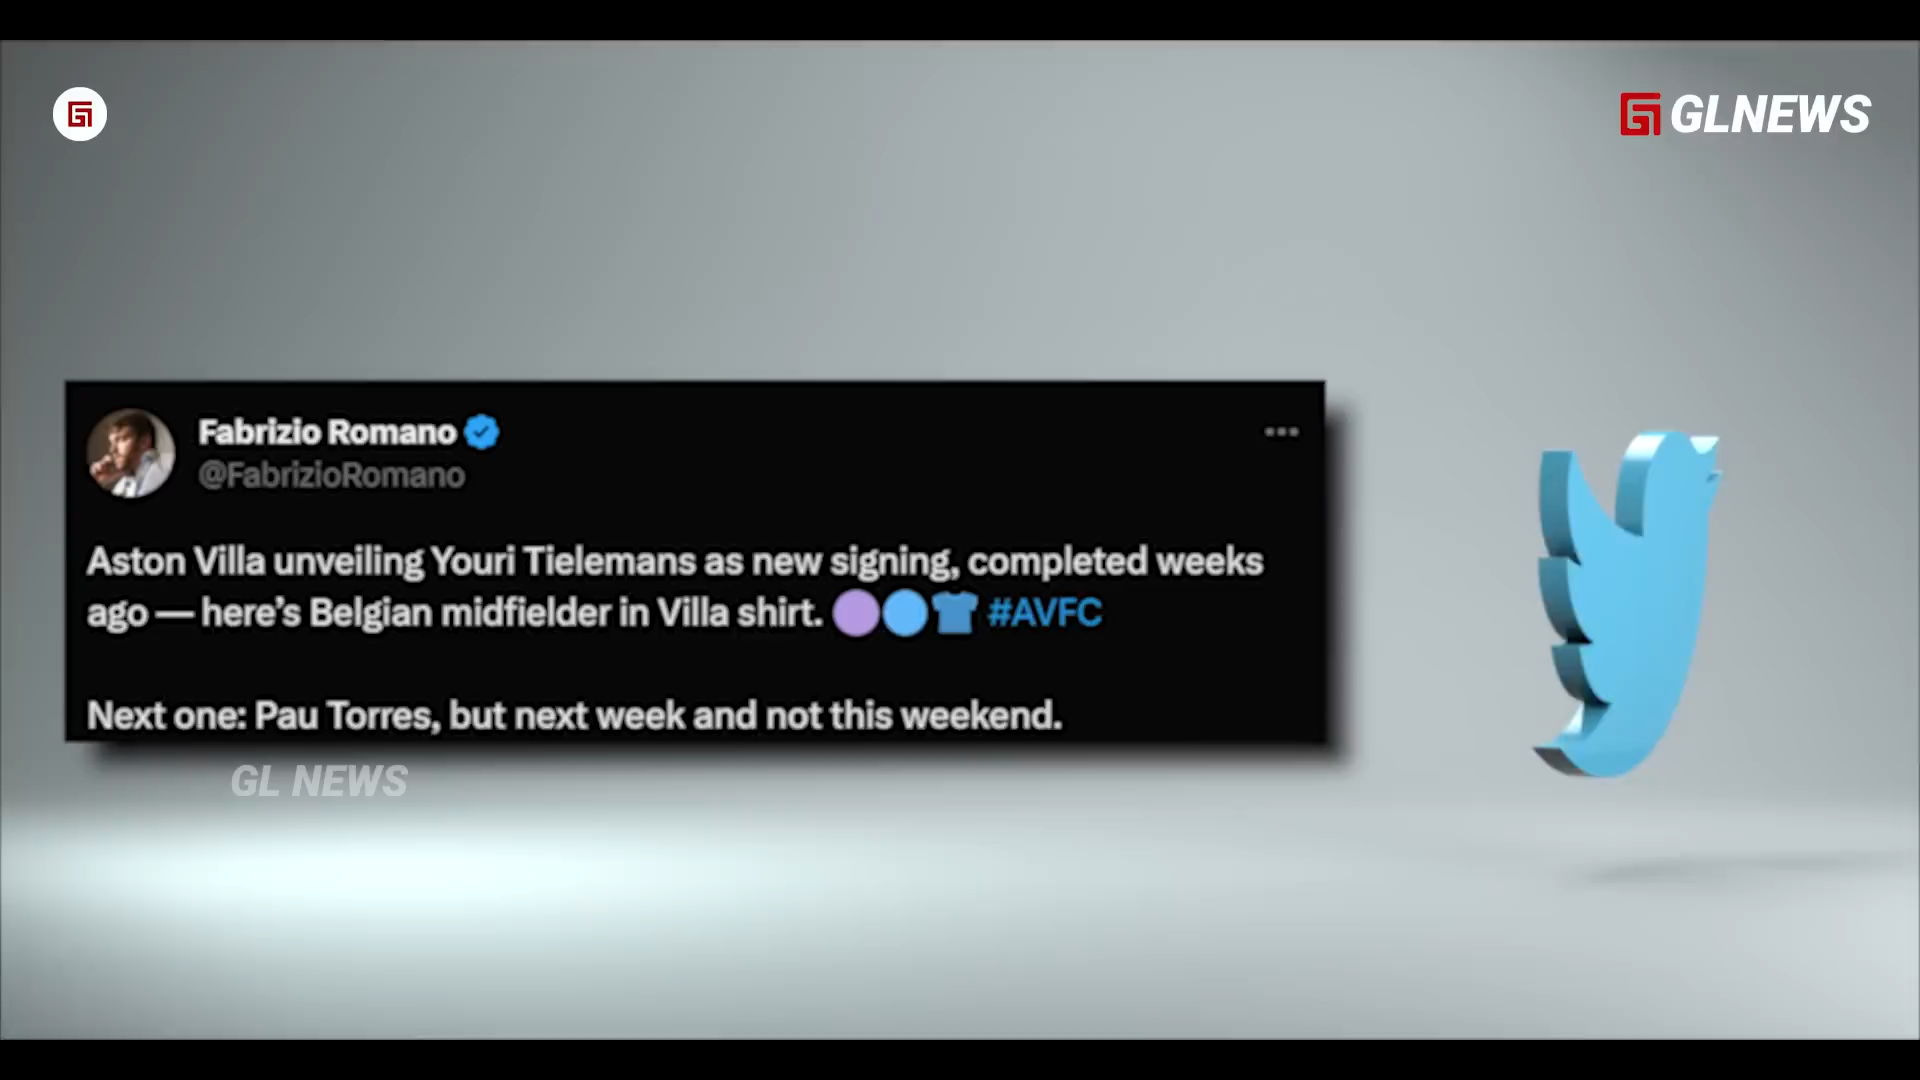 GLNEWS
Fabrizio Romano
@FabrizioRomano
Aston Villa unveiling Youri Tielemans as new signing, completed weeks
ago — here’s Belgian midfielder in Villa shirt. 🟣🔵👕 #AVFC
Next one: Pau Torres, but next week and not this weekend.
GL NEWS